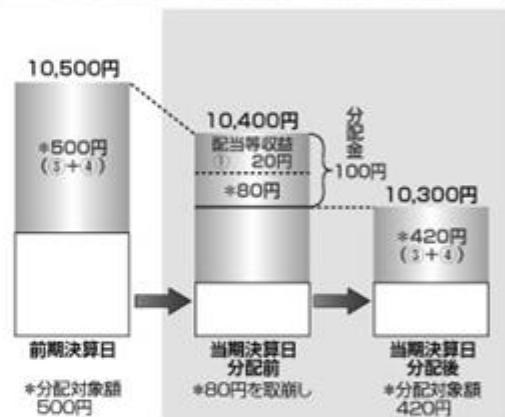 10,500円
*500円
(③+④)
前期決算日
*分配対象額
500円
10,400円
配当等収益
① 20円
*80円
分配金
100円
当期決算日
分配前
*80円を取崩し
10,300円
*420円
(③+④)
当期決算日
分配後
*分配対象額
420円